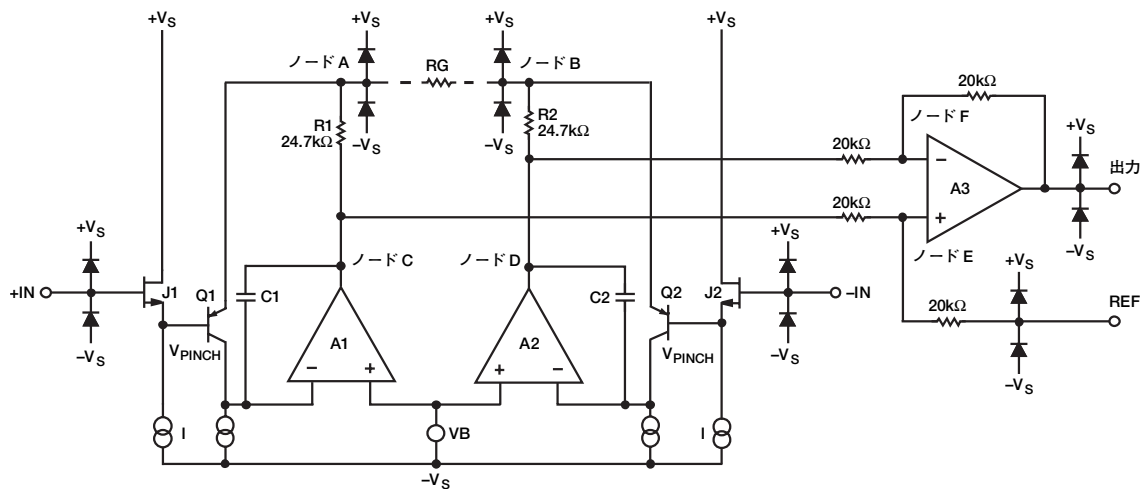 +VS
+VS
+VS
+VS
ノードA
RG
ノードB
20kΩ
R1
24.7kΩ
–VS
–VS
R2
24.7kΩ
ノードF
+VS
20kΩ
–
A3
出力
20kΩ
+
–VS
+VS
ノードC
ノードD
+VS
ノードE
+VS
+IN
J1
Q1
C1
C2
Q2
J2
–IN
20kΩ
REF
–VS
VPINCH
A1
A2
VPINCH
–VS
–VS
–
+
+
–
I
VB
I
–VS